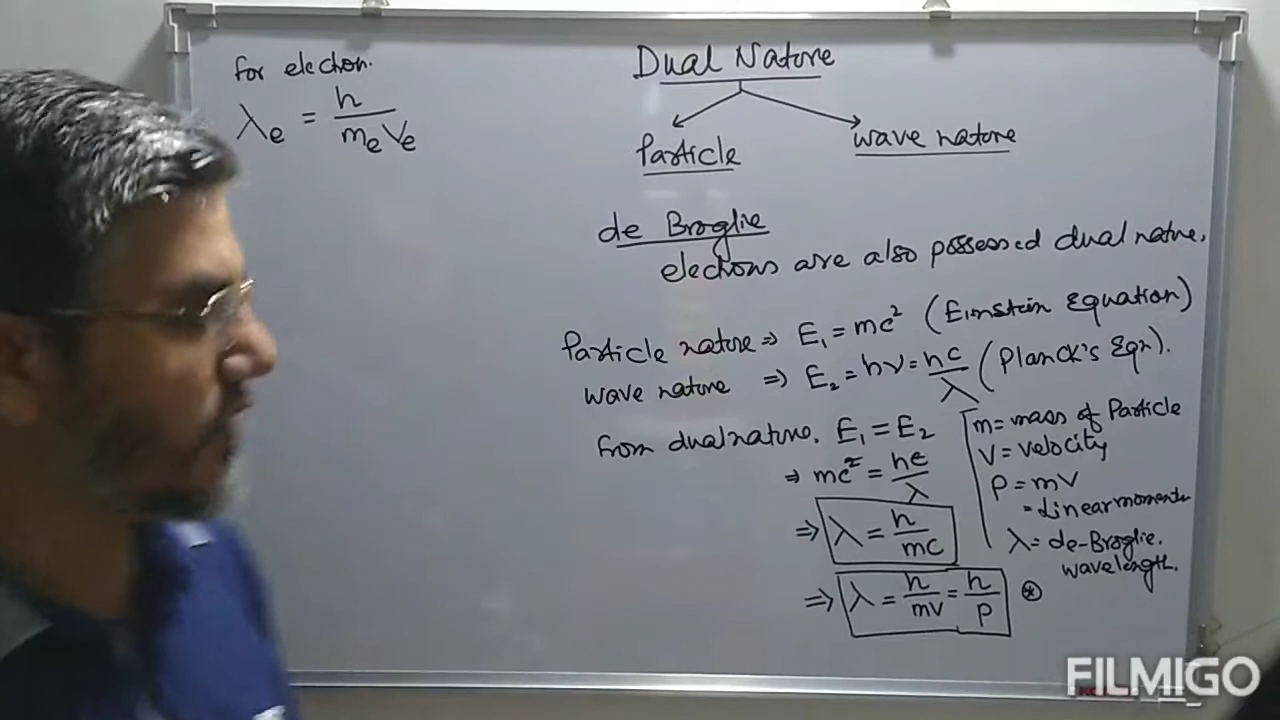 for electron.
λe = h / meVe
Dual Nature
Particle
wave nature
de Broglie
electrons are also possessed dual nature.
Particle nature ⇒ E₁ = mc² (Einstein Equation)
wave nature ⇒ E₂ = hν = hc / λ (Planck's Eqn).
from dual nature. E₁ = E₂
⇒ mc² = hc / λ
⇒ λ = h / mc
⇒ λ = h / mv = h / p ⊛
m = mass of Particle
V = velocity
P = mV
= Linear momentu
λ = de-Broglie.
wavelength.
FILMIGO